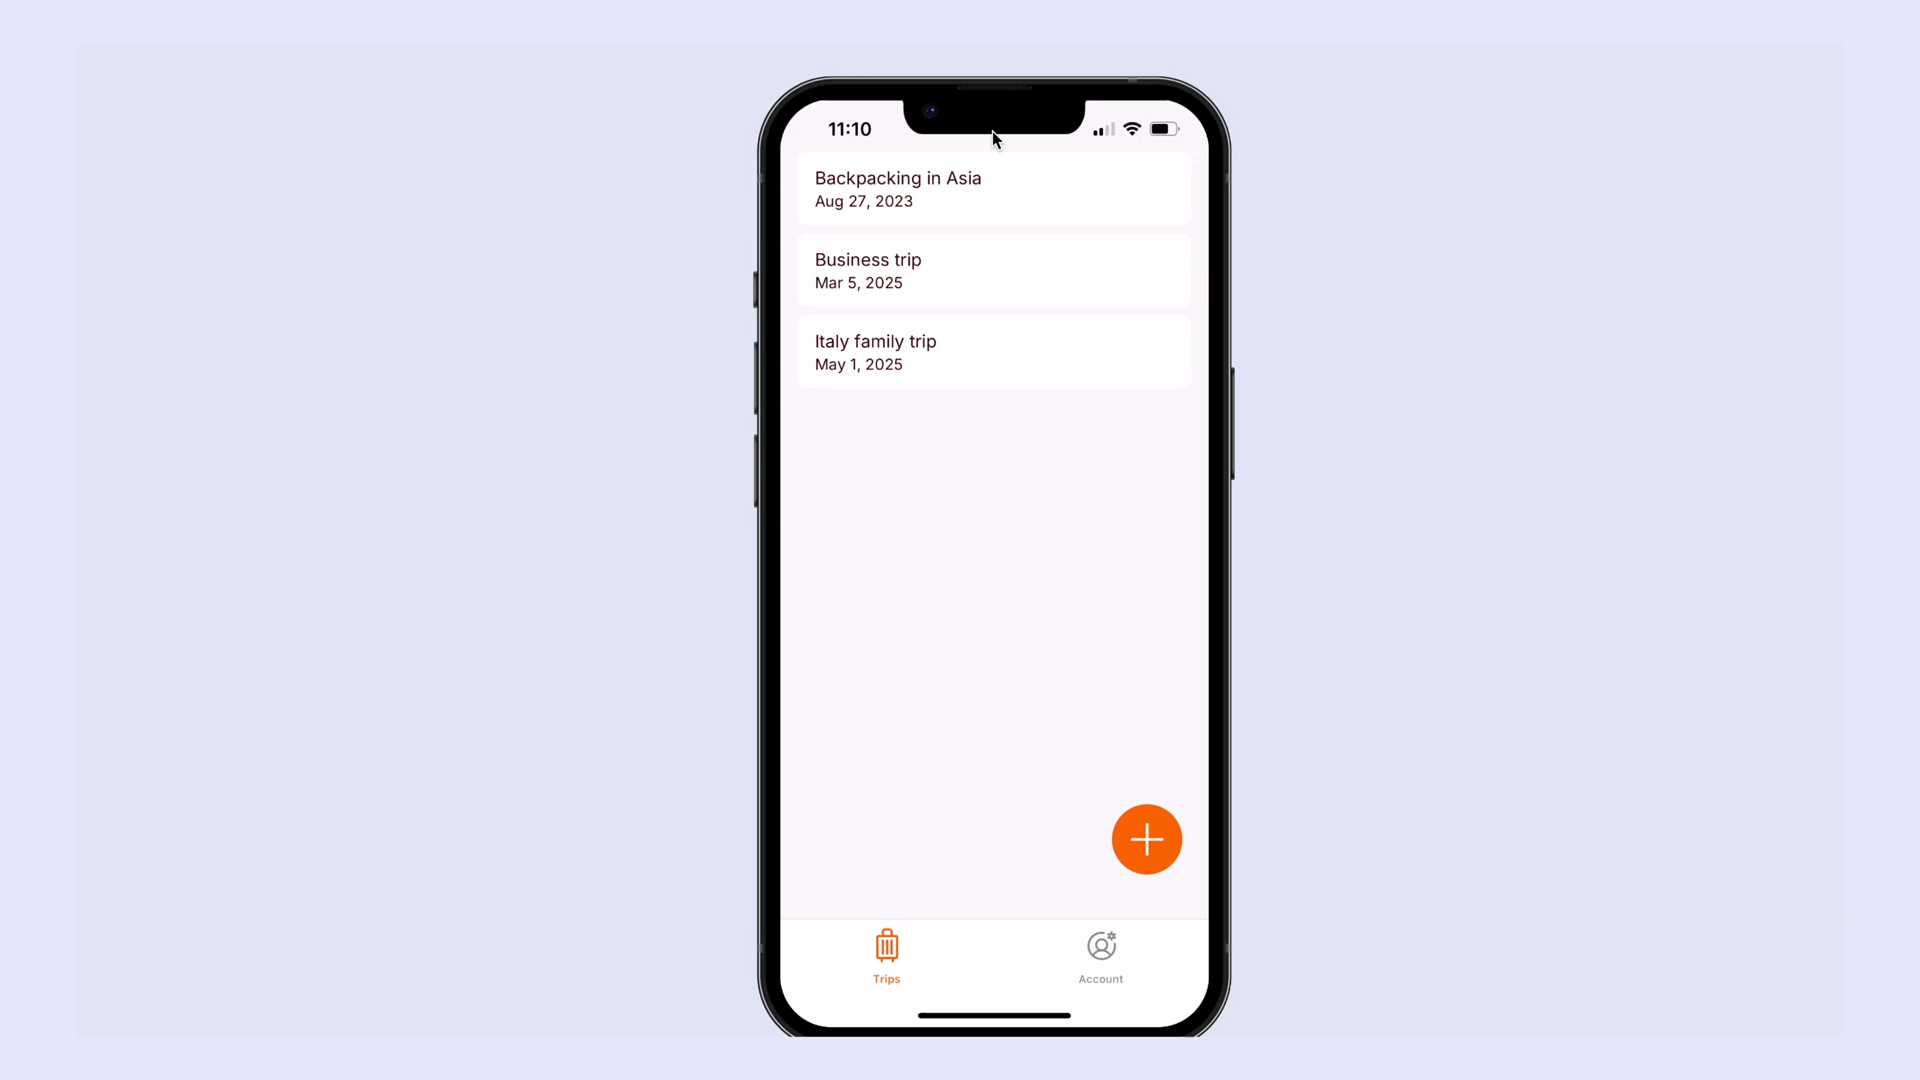 11:10
Backpacking in Asia
Aug 27, 2023
Business trip
Mar 5, 2025
Italy family trip
May 1, 2025
Trips
Account